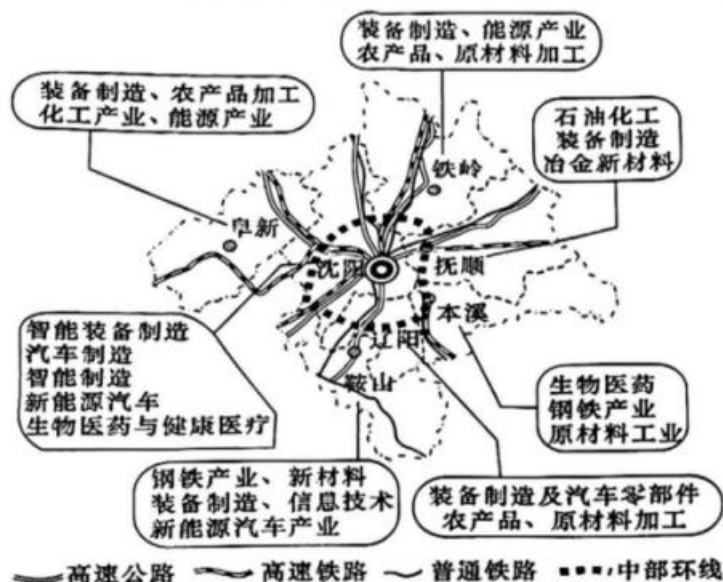 装备制造、能源产业
农产品、原材料加工
装备制造、农产品加工
化工产业、能源产业
石油化工
装备制造
冶金新材料
铁岭
阜新
沈阳
抚顺
本溪
辽阳
鞍山
智能装备制造
汽车制造
智能制造
新能源汽车
生物医药与健康医疗
生物医药
钢铁产业
原材料工业
钢铁产业、新材料
装备制造、信息技术
新能源汽车产业
装备制造及汽车零部件
农产品、原材料加工
高速公路 高速铁路 普通铁路 中部环线